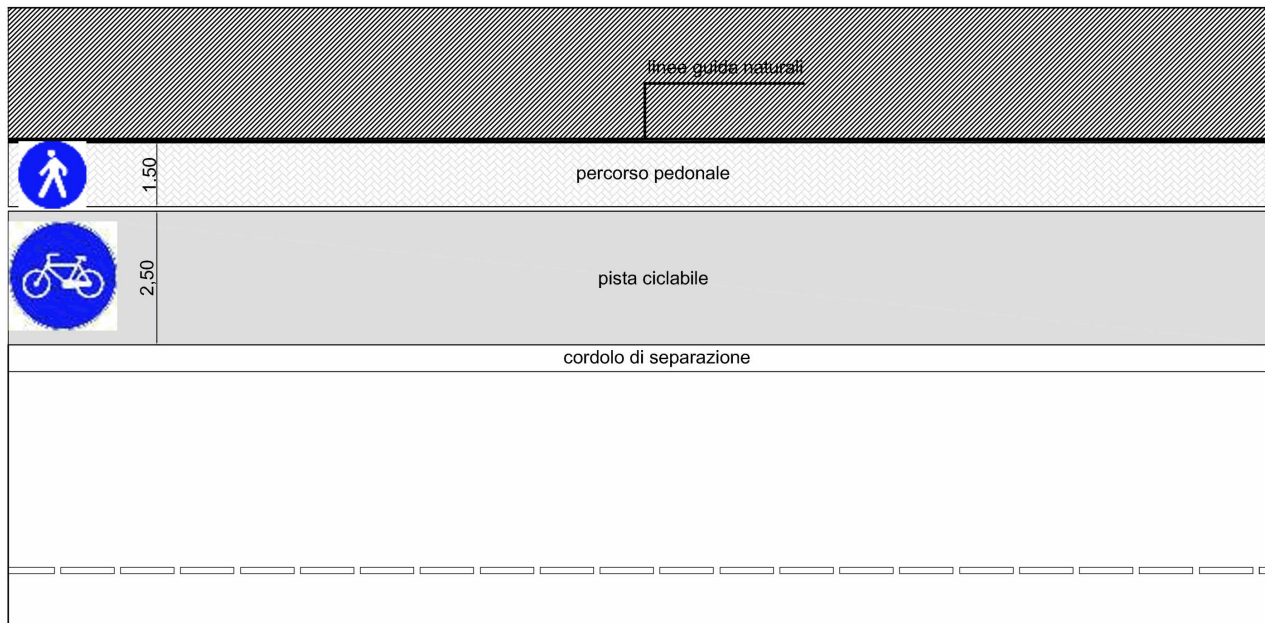 linee guida naturali
1.50
percorso pedonale
2,50
pista ciclabile
cordolo di separazione